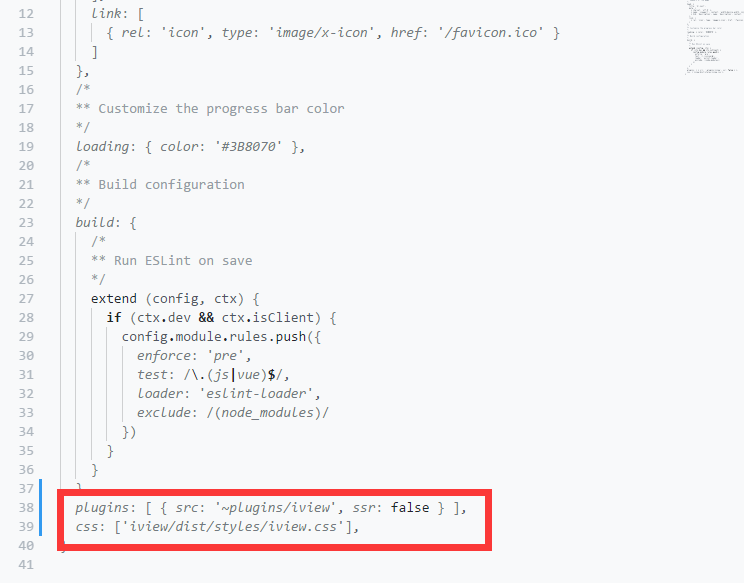 12 link: [
13 { rel: 'icon', type: 'image/x-icon', href: '/favicon.ico' }
14 ]
15 },
16 /*
17 ** Customize the progress bar color
18 */
19 loading: { color: '#3B8070' },
20 /*
21 ** Build configuration
22 */
23 build: {
24 /*
25 ** Run ESLint on save
26 */
27 extend (config, ctx) {
28 if (ctx.dev && ctx.isClient) {
29 config.module.rules.push({
30 enforce: 'pre',
31 test: /\.(js|vue)$/,
32 loader: 'eslint-loader',
33 exclude: /(node_modules)/
34 })
35 }
36 }
37
38 plugins: [ { src: '~plugins/iview', ssr: false } ],
39 css: ['iview/dist/styles/iview.css'],
40
41